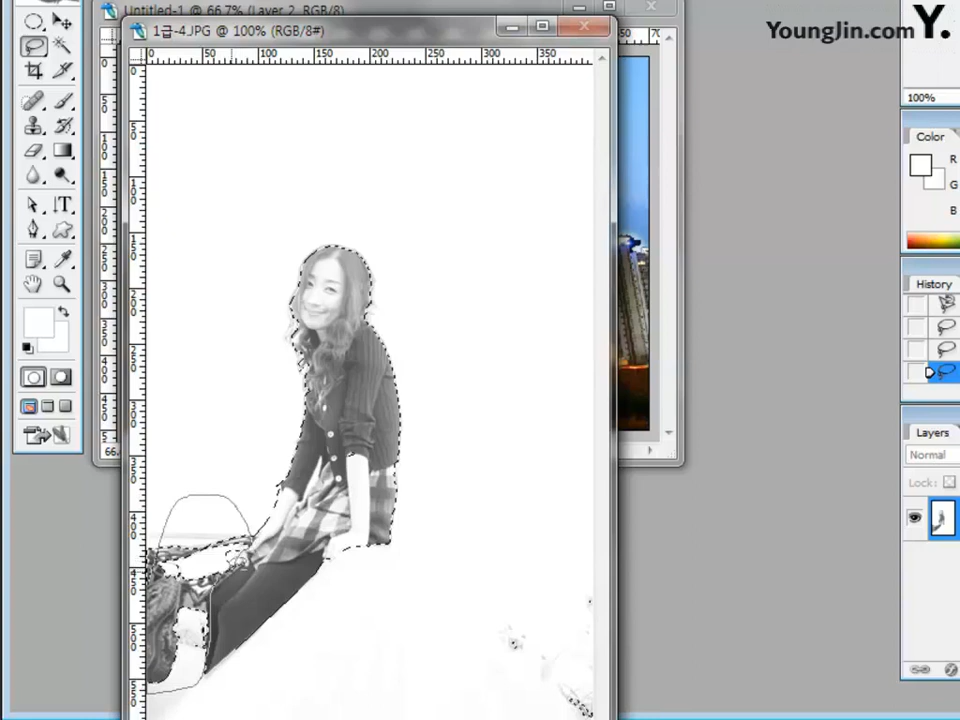 Untitled-1 @ 66.7% (Layer 2, RGB/8)
1급-4.JPG @ 100% (RGB/8#)
YoungJin.com Y.
0 50 100 150 200 250 300 350
100%
Color
R
G
B
History
Layers
Normal
Lock:
66.